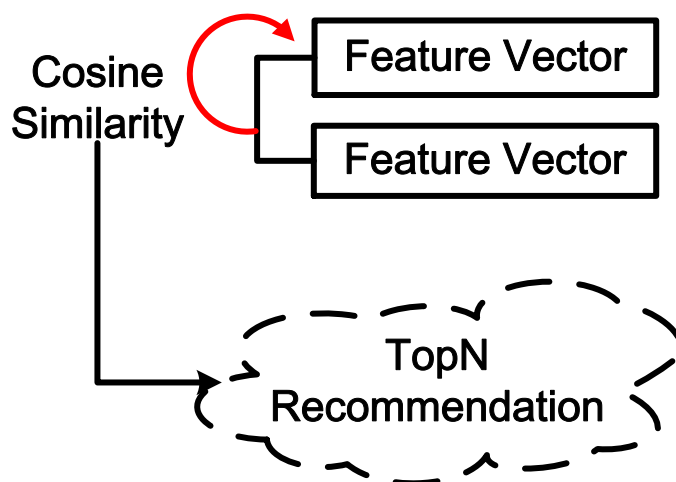 Feature Vector
Cosine
Similarity
Feature Vector
TopN
Recommendation